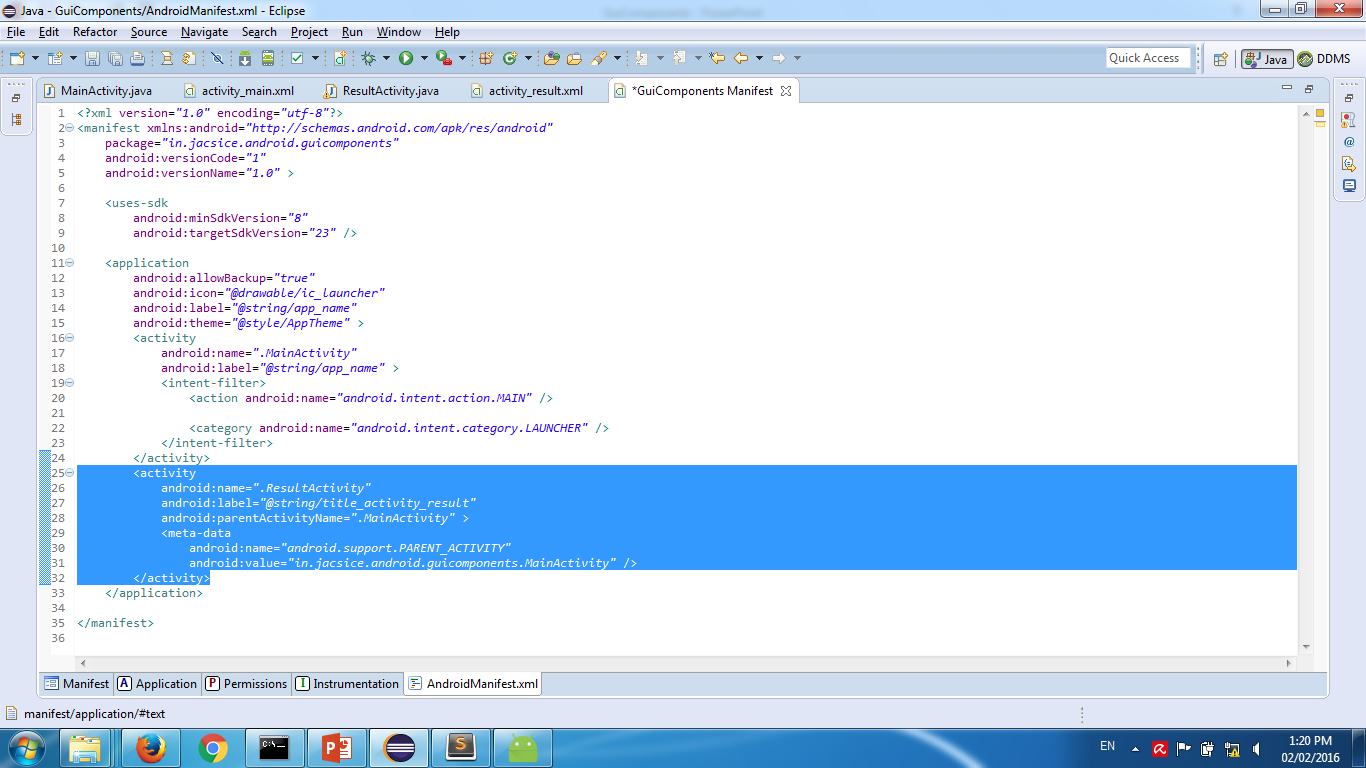 Java - GuiComponents/AndroidManifest.xml - Eclipse
File Edit Refactor Source Navigate Search Project Run Window Help
Quick Access Java DDMS
MainActivity.java activity_main.xml ResultActivity.java activity_result.xml *GuiComponents Manifest
1 <?xml version="1.0" encoding="utf-8"?>
2 <manifest xmlns:android="http://schemas.android.com/apk/res/android"
3 package="in.jacsice.android.guicomponents"
4 android:versionCode="1"
5 android:versionName="1.0" >
6
7 <uses-sdk
8 android:minSdkVersion="8"
9 android:targetSdkVersion="23" />
10
11 <application
12 android:allowBackup="true"
13 android:icon="@drawable/ic_launcher"
14 android:label="@string/app_name"
15 android:theme="@style/AppTheme" >
16 <activity
17 android:name=".MainActivity"
18 android:label="@string/app_name" >
19 <intent-filter>
20 <action android:name="android.intent.action.MAIN" />
21
22 <category android:name="android.intent.category.LAUNCHER" />
23 </intent-filter>
24 </activity>
25 <activity
26 android:name=".ResultActivity"
27 android:label="@string/title_activity_result"
28 android:parentActivityName=".MainActivity" >
29 <meta-data
30 android:name="android.support.PARENT_ACTIVITY"
31 android:value="in.jacsice.android.guicomponents.MainActivity" />
32 </activity>
33 </application>
34
35 </manifest>
36
Manifest A Application P Permissions I Instrumentation AndroidManifest.xml
manifest/application/#text
EN 1:20 PM
02/02/2016